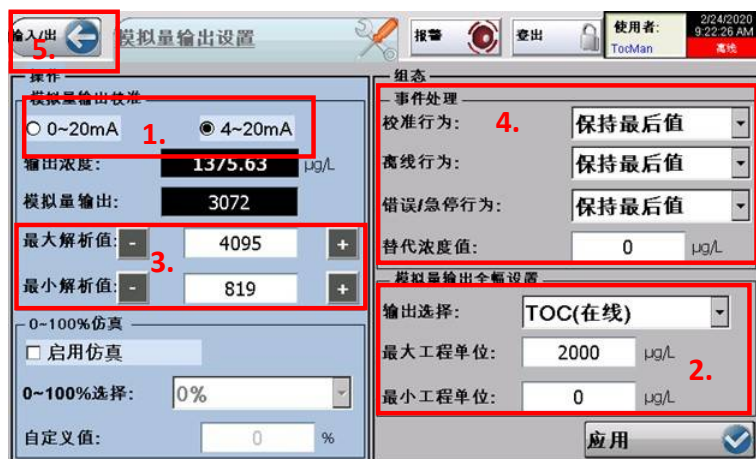 输入/出
5.
模拟量输出设置
报警
登出
使用者:
TocMan
2/24/2020
9:22:26 AM
离线
操作
模拟量输出校准
0~20mA
1.
4~20mA
输出浓度:
1375.63
µg/L
模拟量输出:
3072
最大解析值:
-
4095
+
3.
最小解析值:
-
819
+
0~100%仿真
启用仿真
0~100%选择:
0%
自定义值:
0
%
组态
事件处理
校准行为:
4.
保持最后值
离线行为:
保持最后值
错误/急停行为:
保持最后值
替代浓度值:
0
µg/L
模拟量输出全幅设置
输出选择:
TOC(在线)
最大工程单位:
2000
µg/L
2.
最小工程单位:
0
µg/L
应用